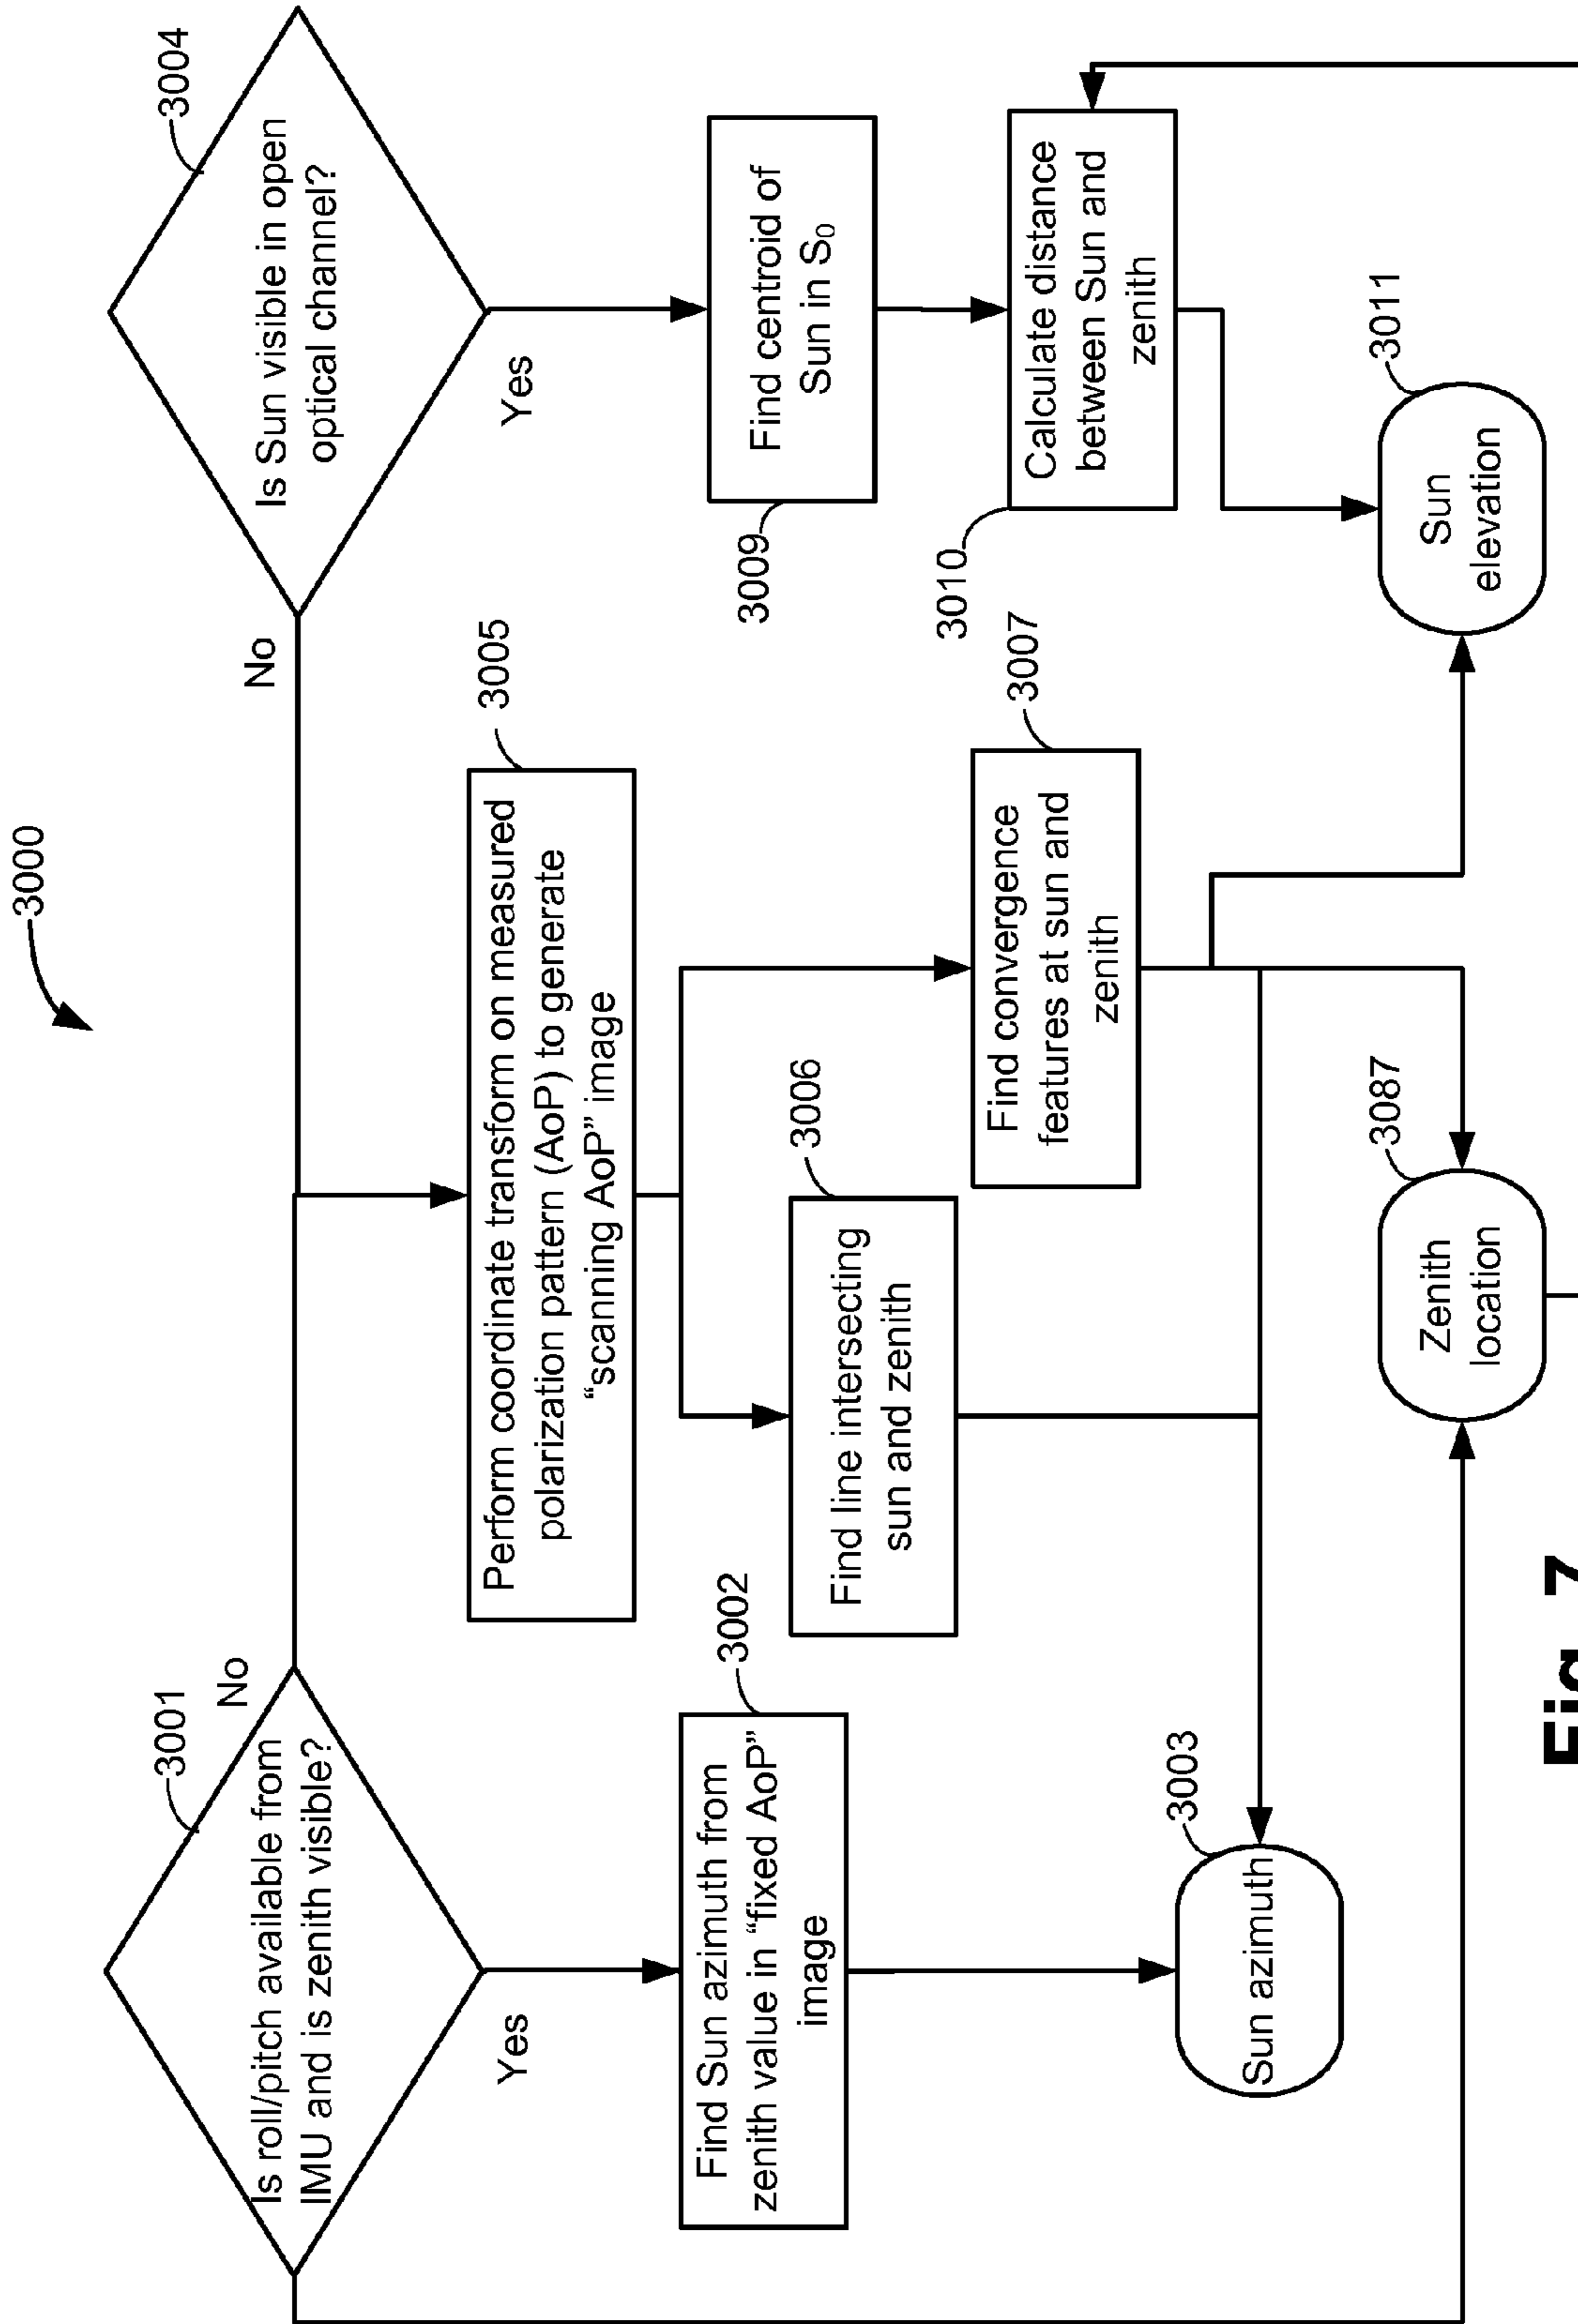 3000
3001
Is roll/pitch available from
IMU and is zenith visible?
No
Yes
3004
Is Sun visible in open
optical channel?
No
Yes
3005
Perform coordinate transform on measured
polarization pattern (AoP) to generate
“scanning AoP” image
3002
Find Sun azimuth from
zenith value in “fixed AoP”
image
3006
Find line intersecting
sun and zenith
3009
Find centroid of
Sun in S₀
3007
Find convergence
features at sun and
zenith
3010
Calculate distance
between Sun and
zenith
3003
Sun azimuth
3087
Zenith
location
3011
Sun
elevation
Fig. 7